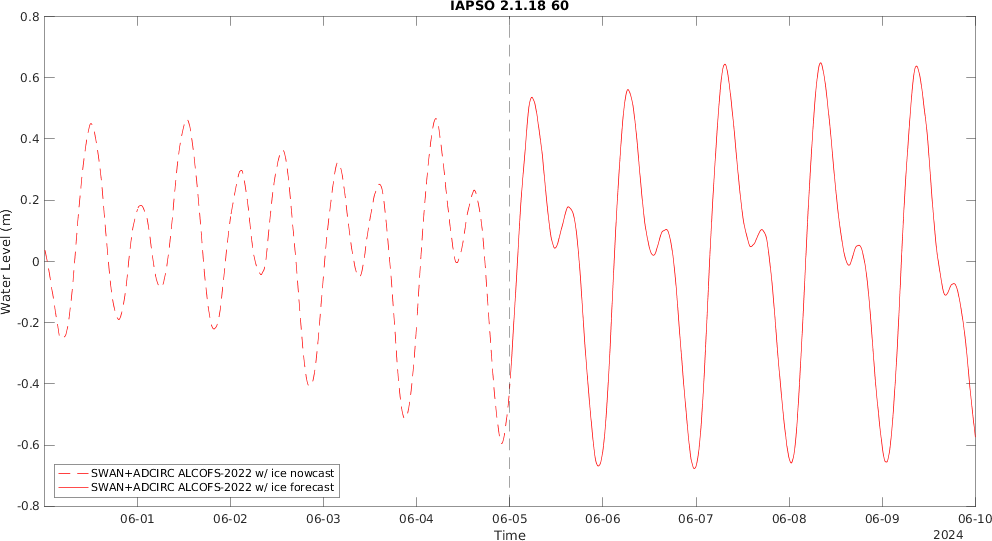 IAPSO 2.1.18 60
0.8
0.6
0.4
0.2
0
-0.2
-0.4
-0.6
-0.8
Water Level (m)
SWAN+ADCIRC ALCOFS-2022 w/ ice nowcast
SWAN+ADCIRC ALCOFS-2022 w/ ice forecast
06-01 06-02 06-03 06-04 06-05 06-06 06-07 06-08 06-09 06-10
Time
2024